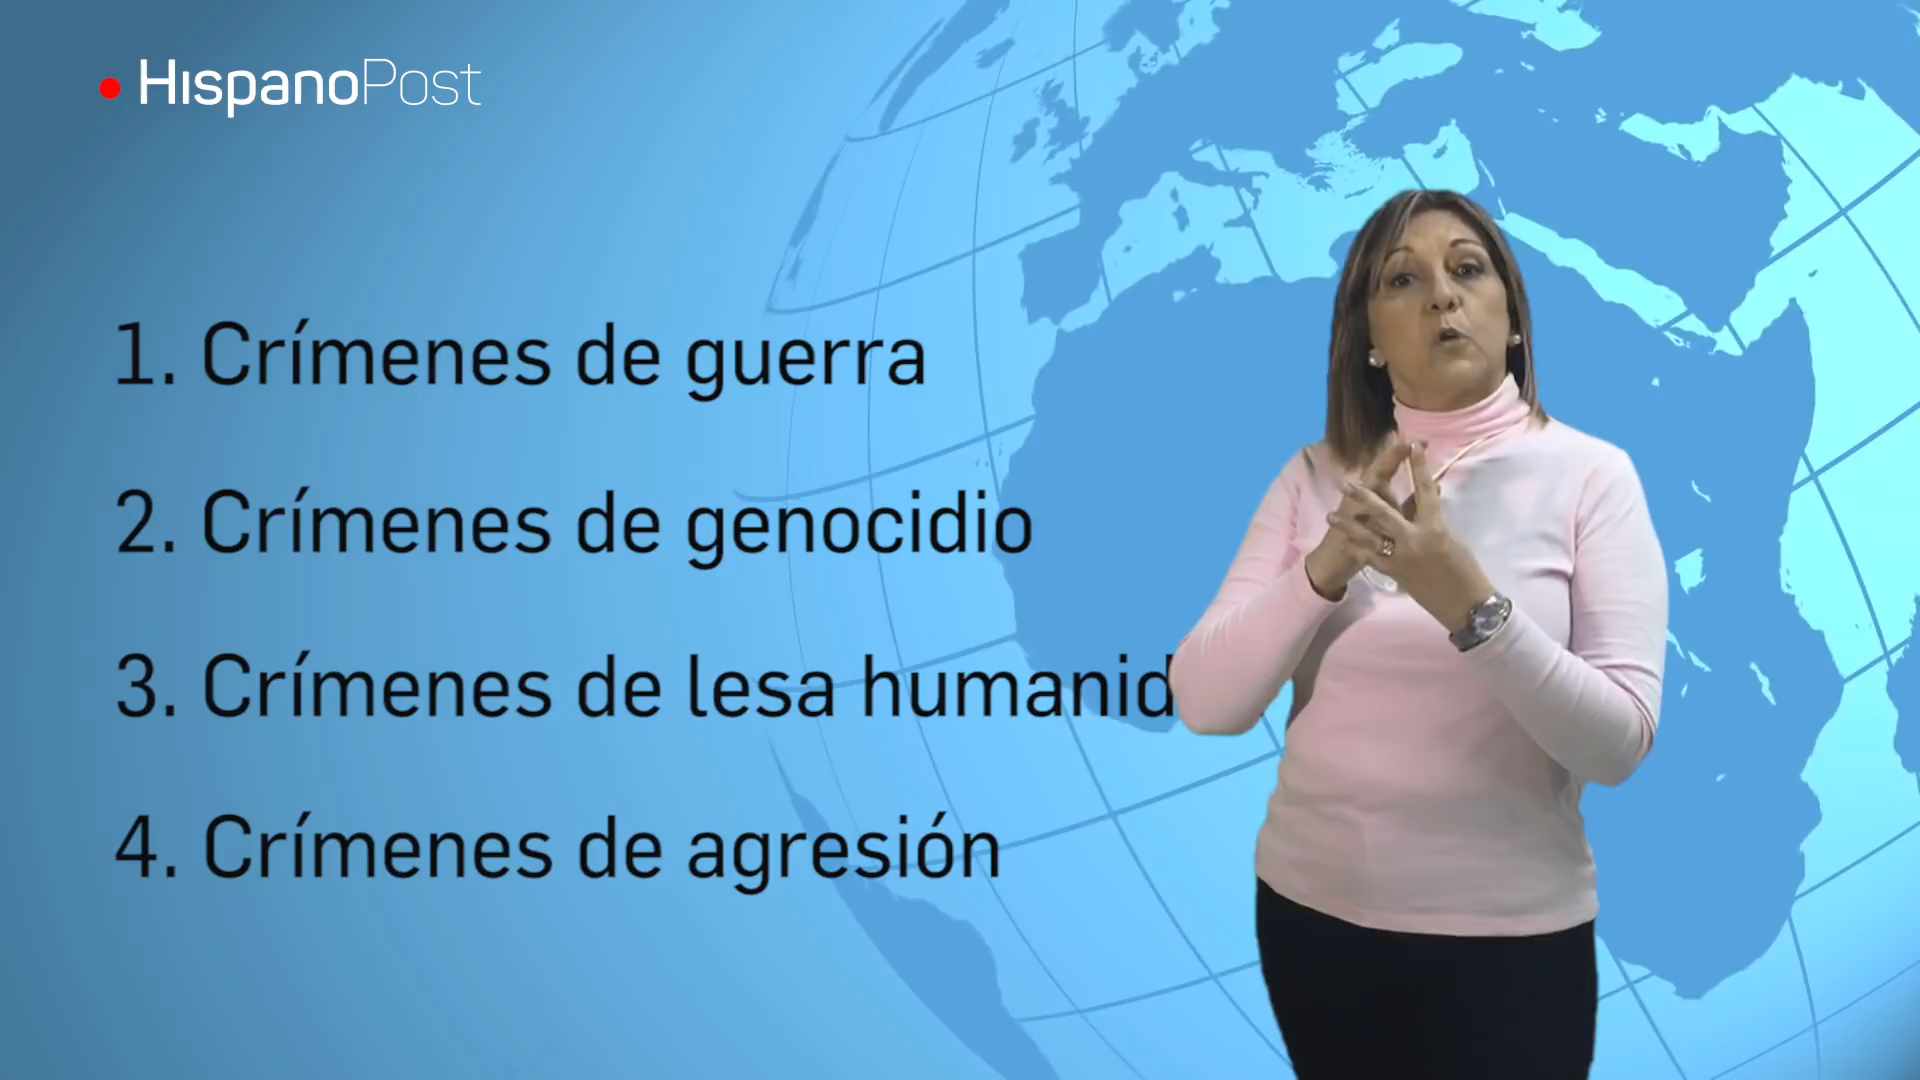 HispanoPost
1. Crímenes de guerra
2. Crímenes de genocidio
3. Crímenes de lesa humanid
4. Crímenes de agresión